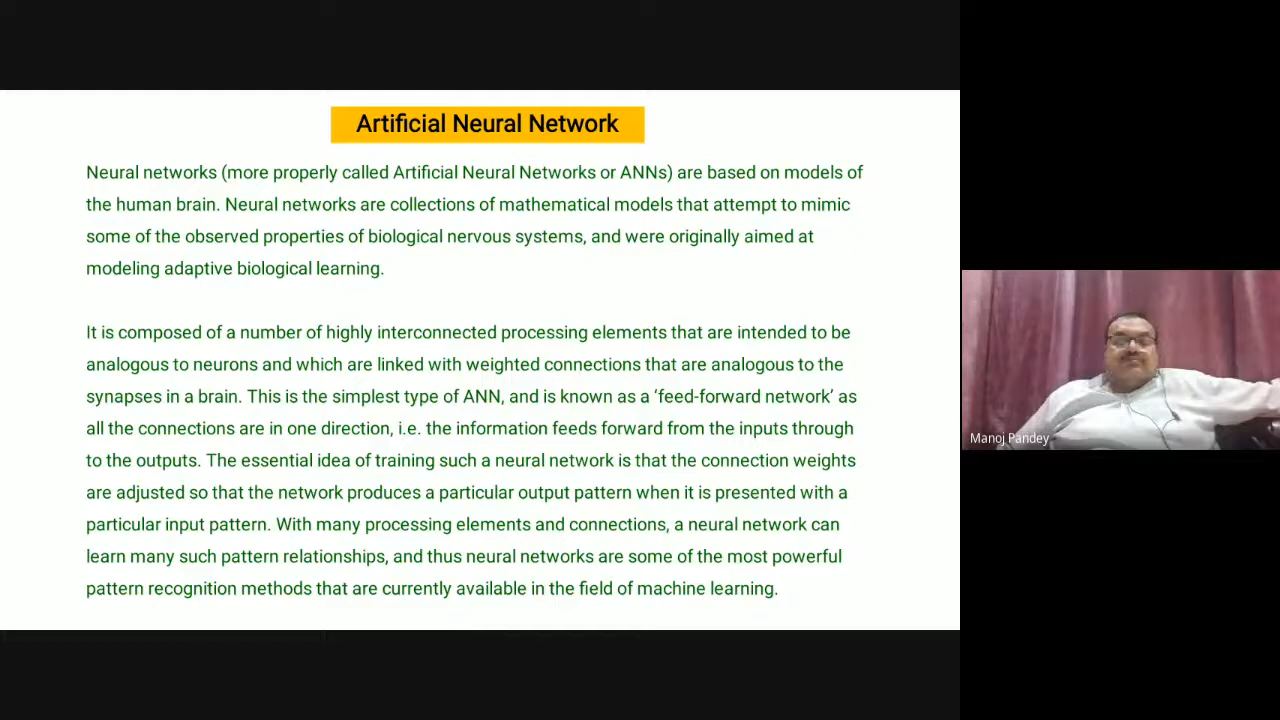 Artificial Neural Network
Neural networks (more properly called Artificial Neural Networks or ANNs) are based on models of
the human brain. Neural networks are collections of mathematical models that attempt to mimic
some of the observed properties of biological nervous systems, and were originally aimed at
modeling adaptive biological learning.
It is composed of a number of highly interconnected processing elements that are intended to be
analogous to neurons and which are linked with weighted connections that are analogous to the
synapses in a brain. This is the simplest type of ANN, and is known as a ‘feed-forward network’ as
all the connections are in one direction, i.e. the information feeds forward from the inputs through
to the outputs. The essential idea of training such a neural network is that the connection weights
are adjusted so that the network produces a particular output pattern when it is presented with a
particular input pattern. With many processing elements and connections, a neural network can
learn many such pattern relationships, and thus neural networks are some of the most powerful
pattern recognition methods that are currently available in the field of machine learning.
Manoj Pandey